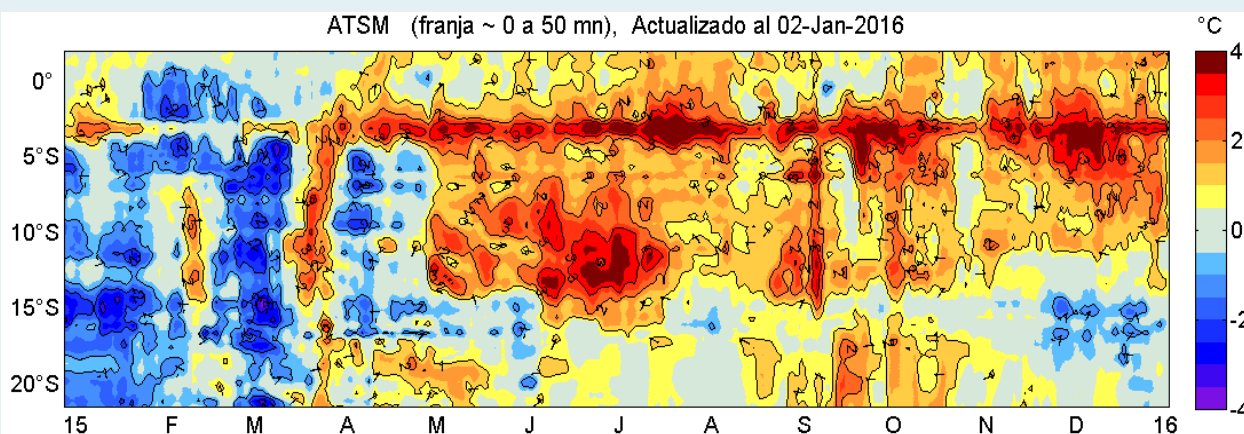 ATSM (franja ~ 0 a 50 mn), Actualizado al 02-Jan-2016
°C
4
2
0
-2
-4
0°
5°S
10°S
15°S
20°S
15 F M A M J J A S O N D 16